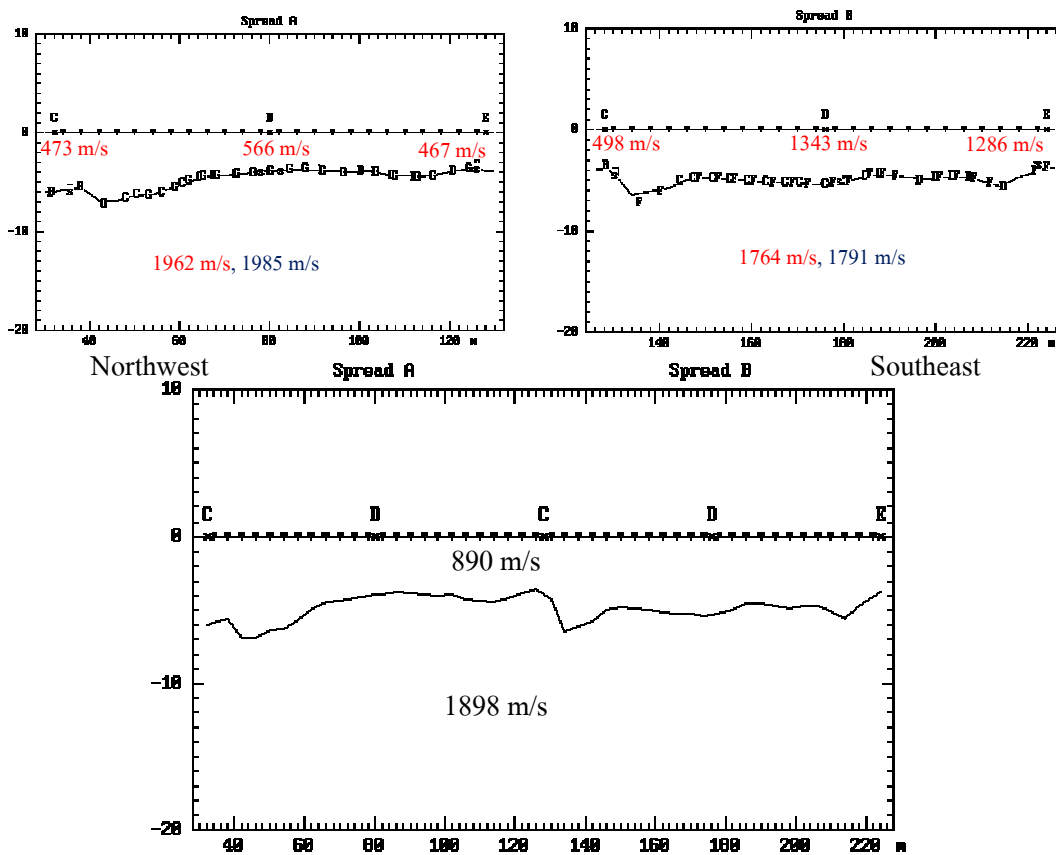 Spread A
10
C D E
0
473 m/s 566 m/s 467 m/s
-10
1962 m/s, 1985 m/s
-20
40 60 80 100 120 m
Spread B
10
C D E
0
498 m/s 1343 m/s 1286 m/s
-10
1764 m/s, 1791 m/s
-20
140 160 180 200 220 m
Northwest Southeast
Spread A Spread B
10
C D C D E
0
890 m/s
-10
1898 m/s
-20
40 60 80 100 120 140 160 180 200 220 m